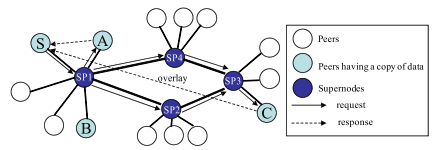 S
A
SP4
SP1
SP3
overlay
SP2
B
C
Peers
Peers having a copy of data
Supernodes
request
response